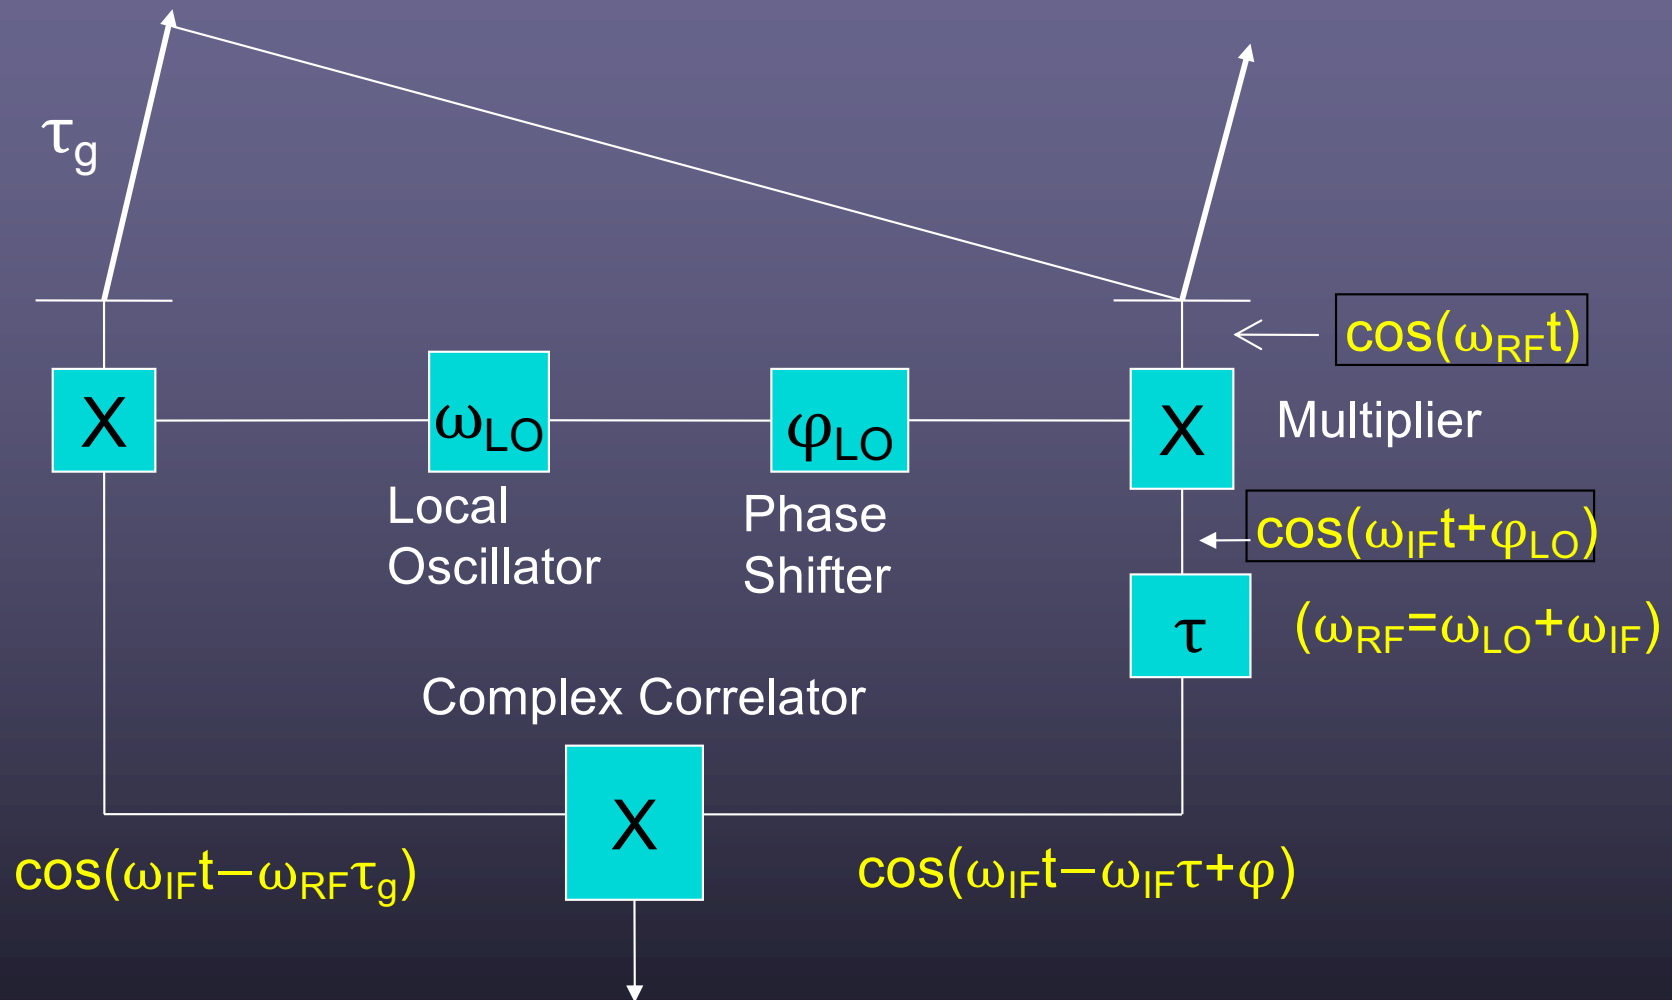 τg
cos(ωRFt)
X
ωLO
φLO
X
Multiplier
Local
Oscillator
Phase
Shifter
cos(ωIFt+φLO)
τ
(ωRF=ωLO+ωIF)
Complex Correlator
X
cos(ωIFt−ωRFτg)
cos(ωIFt−ωIFτ+φ)